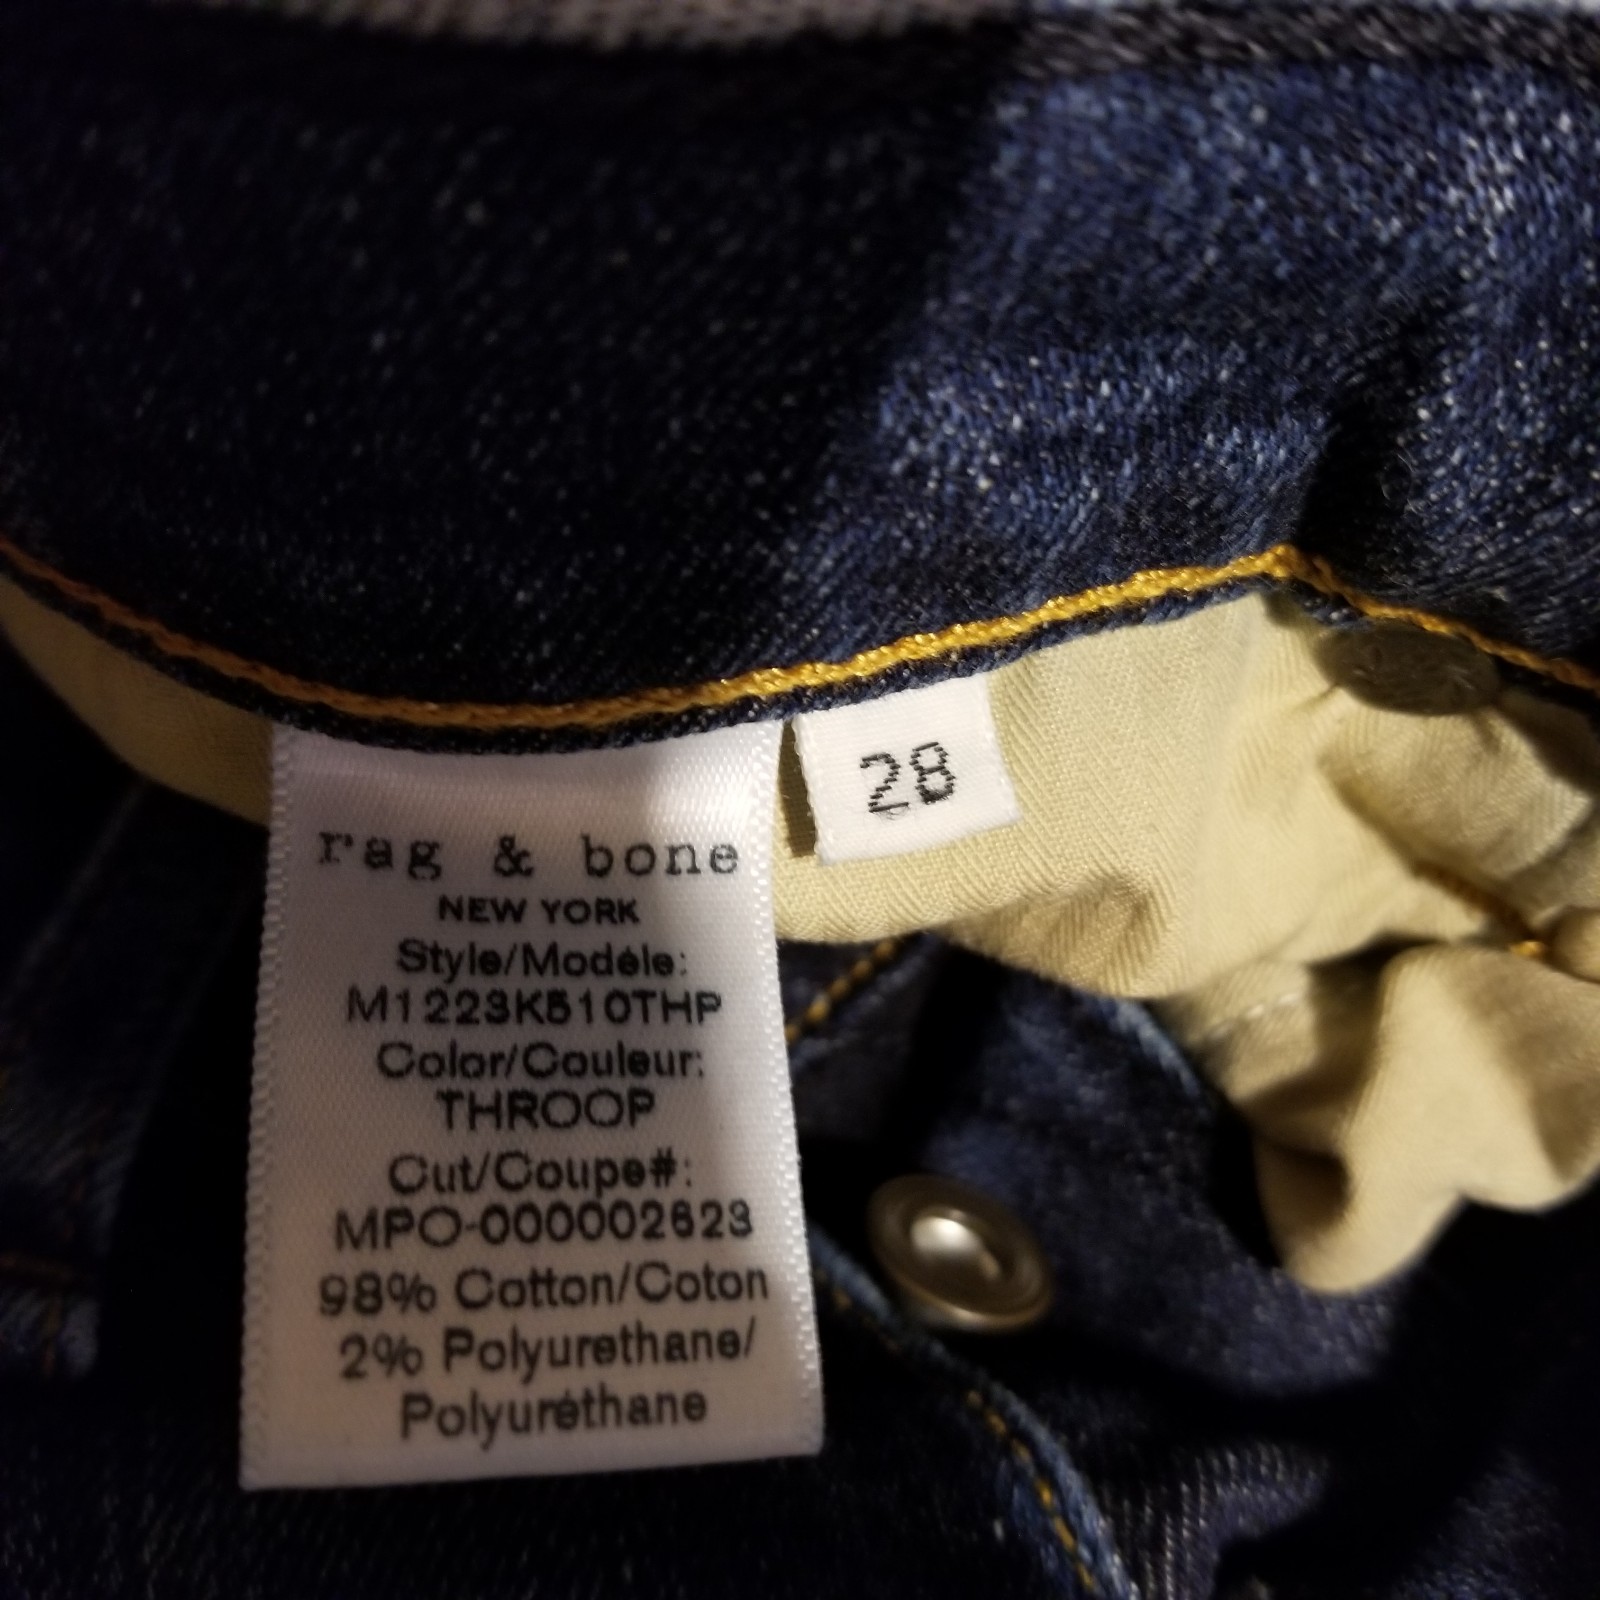 rag & bone
NEW YORK
Style/Modéle:
M1223K510THP
Color/Couleur:
THROOP
Cut/Coupe#:
MPO-000002623
98% Cotton/Coton
2% Polyurethane/
Polyuréthane
28